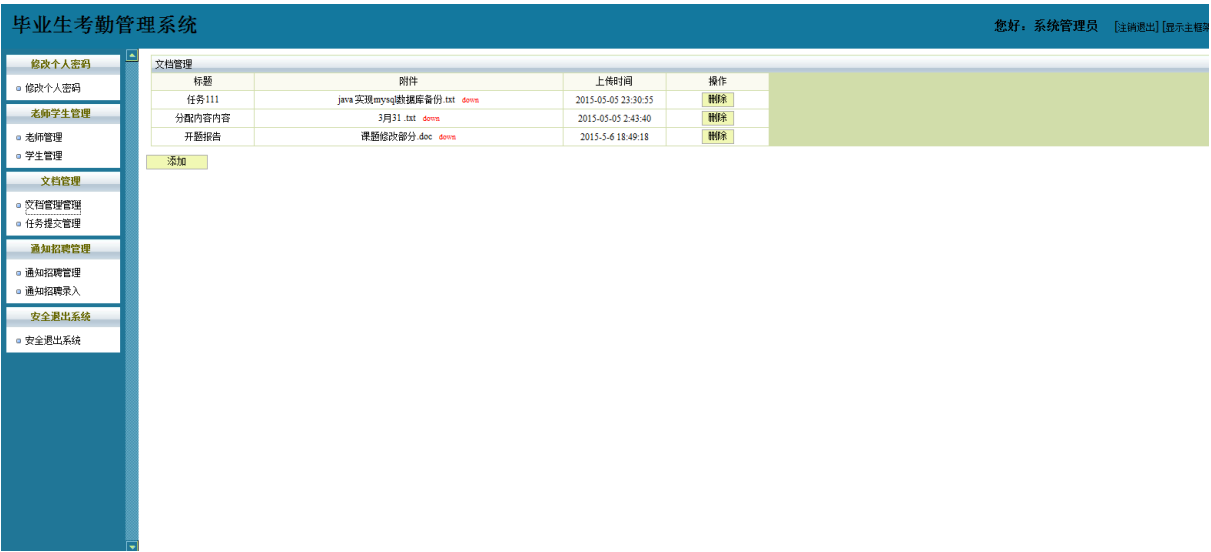 毕业生考勤管理系统
您好：系统管理员 [注销退出] [显示主框架
修改个人密码
修改个人密码
老师学生管理
老师管理
学生管理
文档管理
文档管理管理
任务提交管理
通知招聘管理
通知招聘管理
通知招聘录入
安全退出系统
安全退出系统
文档管理
标题 附件 上传时间 操作
任务111 java 实现mysql数据库备份.txt down 2015-05-05 23:30:55 删除
分配内容内容 3月31 .txt down 2015-05-05 2:43:40 删除
开题报告 课题修改部分.doc down 2015-5-6 18:49:18 删除
添加